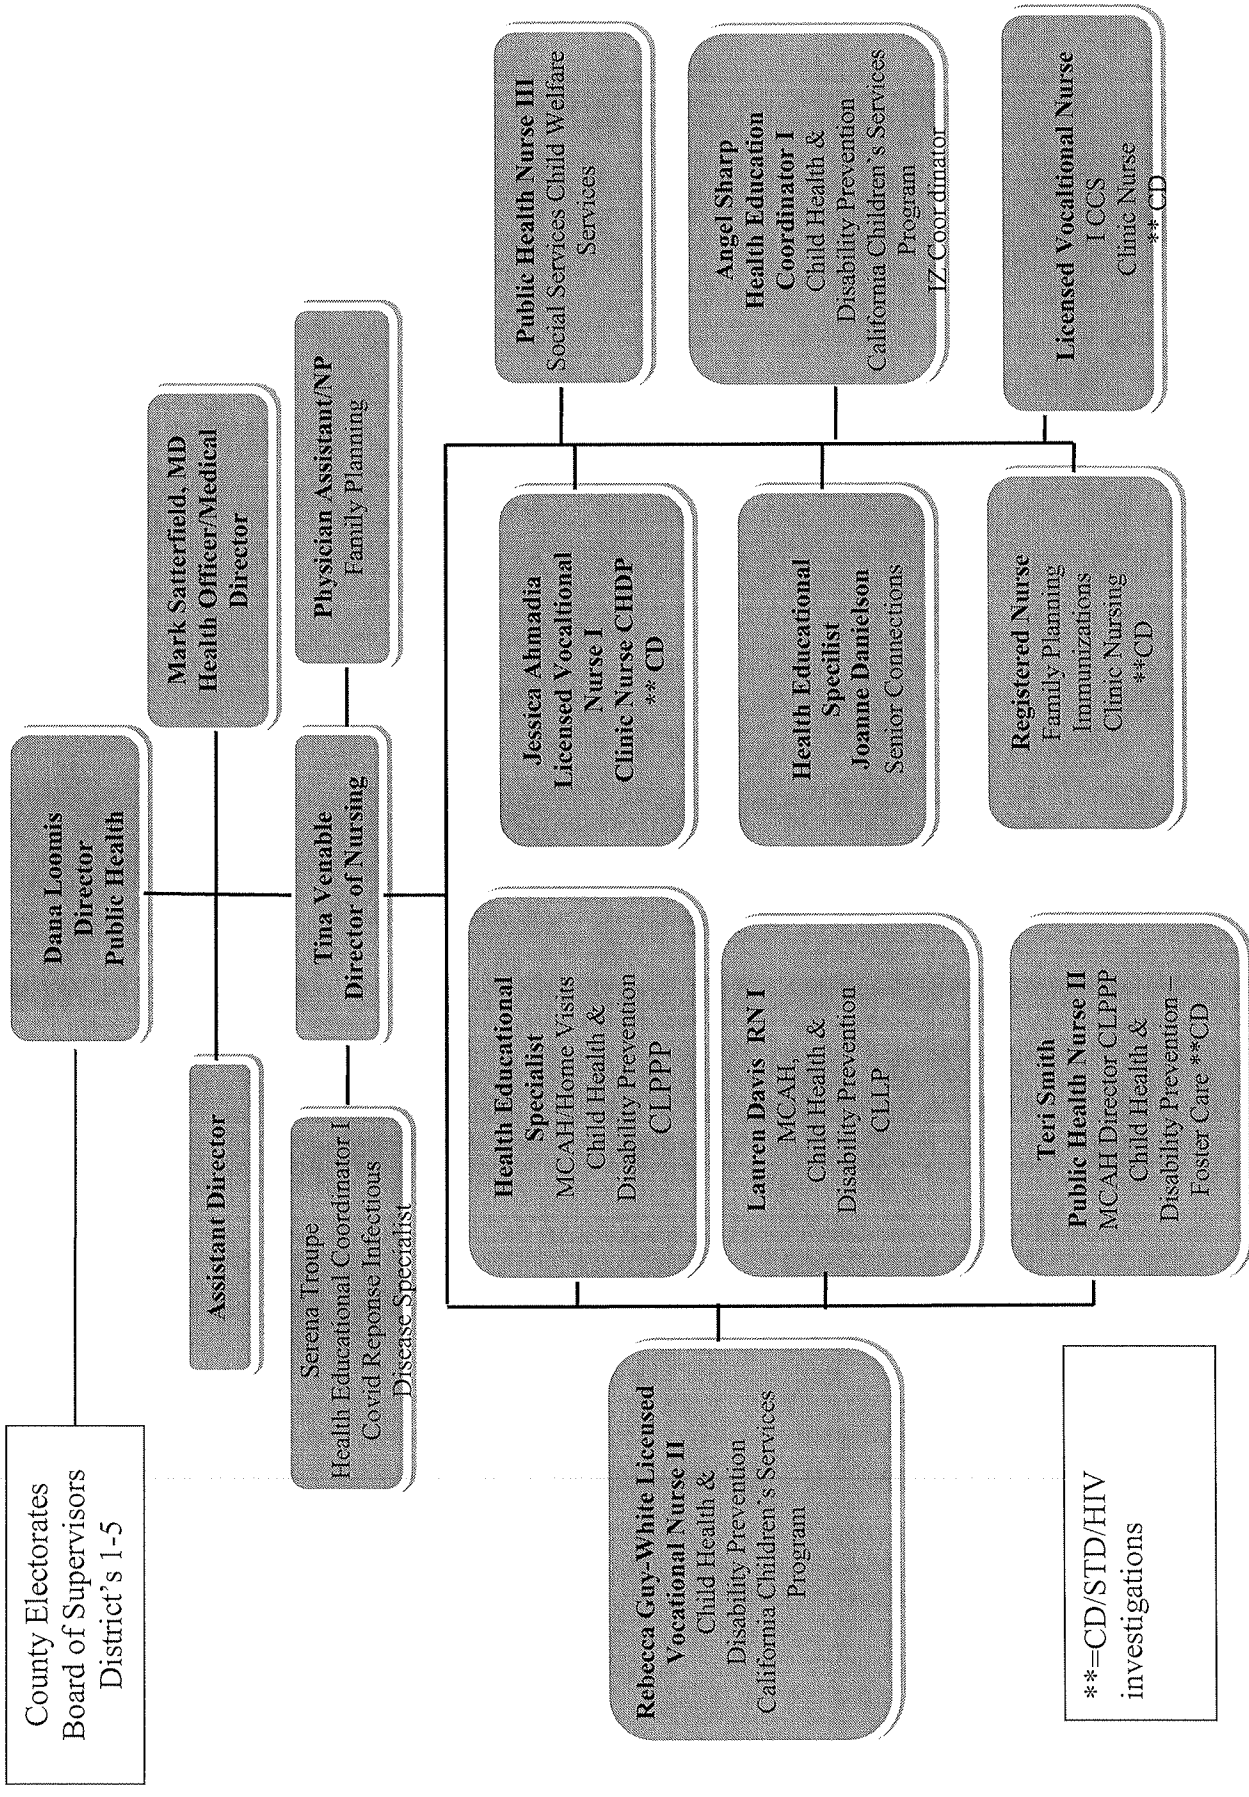 County Electorates
Board of Supervisors
District's 1-5
Dana Loomis
Director
Public Health
Assistant Director
Mark Satterfield, MD
Health Officer/Medical
Director
Serena Troupe
Health Educational Coordinator I
Covid Reponse Infectious
Disease Specialist
Tina Venable
Director of Nursing
Physician Assistant/NP
Family Planning
Rebecca Guy-White Licensed
Vocational Nurse II
Child Health &
Disability Prevention
California Children's Services
Program
Health Educational
Specialist
MCAH/Home Visits
Child Health &
Disability Prevention
CLPPP
Jessica Ahmadia
Licensed Vocaltional
Nurse I
Clinic Nurse CHDP
** CD
Public Health Nurse III
Social Services Child Welfare
Services
Lauren Davis RN I
MCAH,
Child Health &
Disability Prevention
CLLP
Health Educational
Specilist
Joanne Danielson
Senior Connections
Angel Sharp
Health Education
Coordinator I
Child Health &
Disability Prevention
California Children's Services
Program
IZ Coordinator
Teri Smith
Public Health Nurse II
MCAH Director CLPPP
Child Health &
Disability Prevention—
Foster Care **CD
Registered Nurse
Family Planning
Immunizations
Clinic Nursing
**CD
Licensed Vocaltional Nurse
I CCS
Clinic Nurse
** CD
**=CD/STD/HIV
investigations